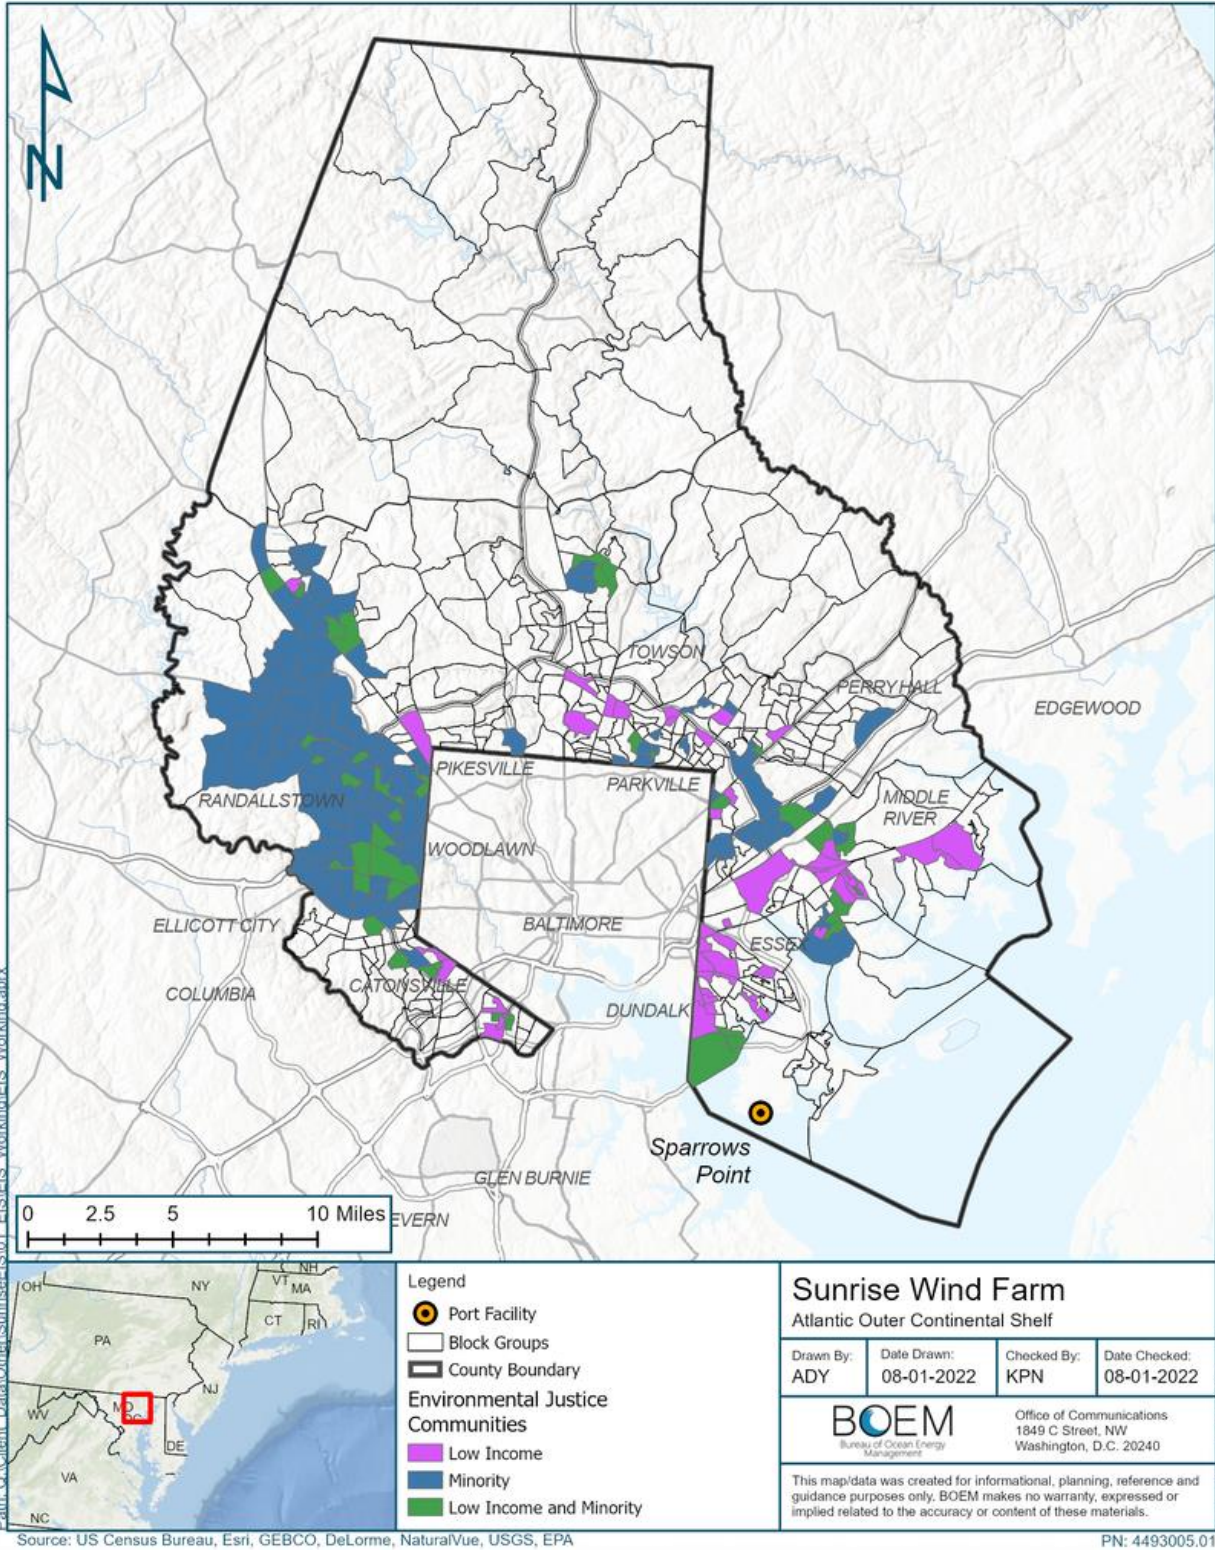 N
TOWSON
PERRY HALL
EDGEWOOD
PIKESVILLE
PARKVILLE
RANDALLSTOWN
MIDDLE
RIVER
WOODLAWN
ELLICOTT CITY
BALTIMORE
ESSEX
COLUMBIA
CATONSVILLE
DUNDALK
Sparrows
Point
GLEN BURNIE
EVERN
0 2.5 5 10 Miles
OH
NY
VT
NH
MA
CT
RI
PA
NJ
MD
WV
DC
DE
VA
NC
Legend
Port Facility
Block Groups
County Boundary
Environmental Justice
Communities
Low Income
Minority
Low Income and Minority
Sunrise Wind Farm
Atlantic Outer Continental Shelf
Drawn By:
ADY
Date Drawn:
08-01-2022
Checked By:
KPN
Date Checked:
08-01-2022
BOEM
Bureau of Ocean Energy
Management
Office of Communications
1849 C Street, NW
Washington, D.C. 20240
This map/data was created for informational, planning, reference and
guidance purposes only. BOEM makes no warranty, expressed or
implied related to the accuracy or content of these materials.
Source: US Census Bureau, Esri, GEBCO, DeLorme, NaturalVue, USGS, EPA
PN: 4493005.01